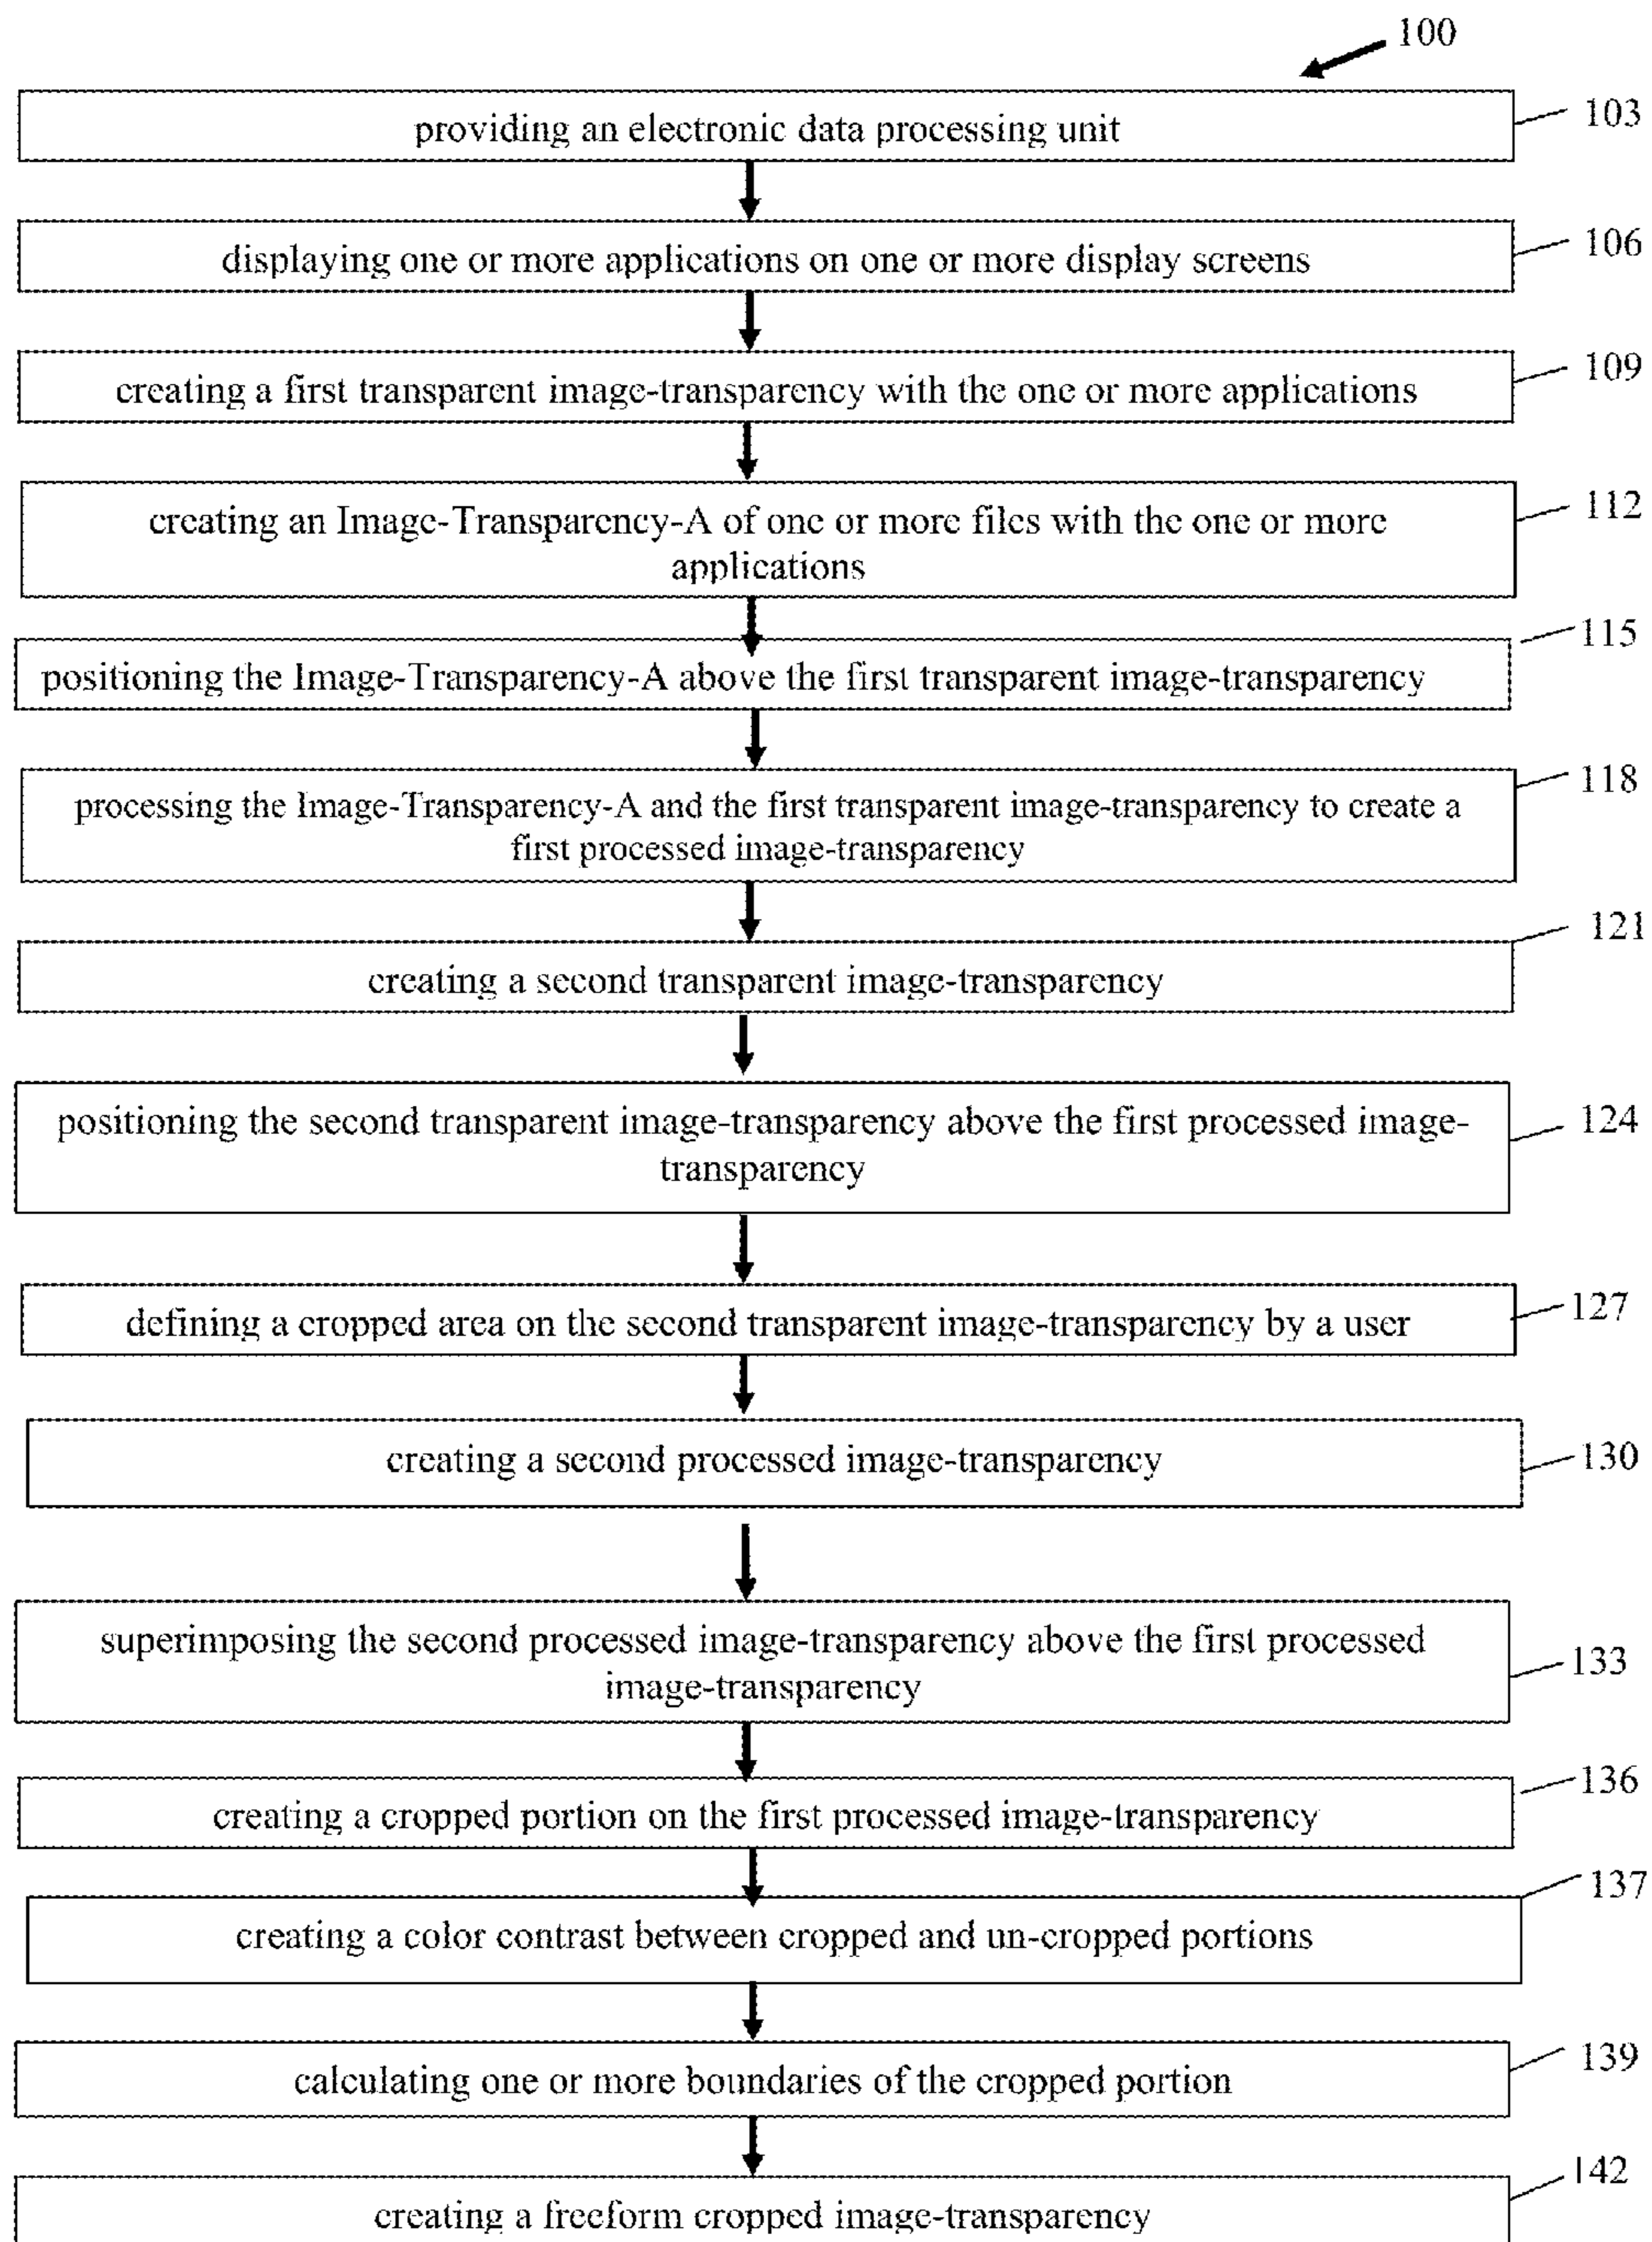 100
providing an electronic data processing unit 103
displaying one or more applications on one or more display screens 106
creating a first transparent image-transparency with the one or more applications 109
creating an Image-Transparency-A of one or more files with the one or more 112
applications
positioning the Image-Transparency-A above the first transparent image-transparency 115
processing the Image-Transparency-A and the first transparent image-transparency to create a 118
first processed image-transparency
creating a second transparent image-transparency 121
positioning the second transparent image-transparency above the first processed image- 124
transparency
defining a cropped area on the second transparent image-transparency by a user 127
creating a second processed image-transparency 130
superimposing the second processed image-transparency above the first processed 133
image-transparency
creating a cropped portion on the first processed image-transparency 136
creating a color contrast between cropped and un-cropped portions 137
calculating one or more boundaries of the cropped portion 139
creating a freeform cropped image-transparency 142